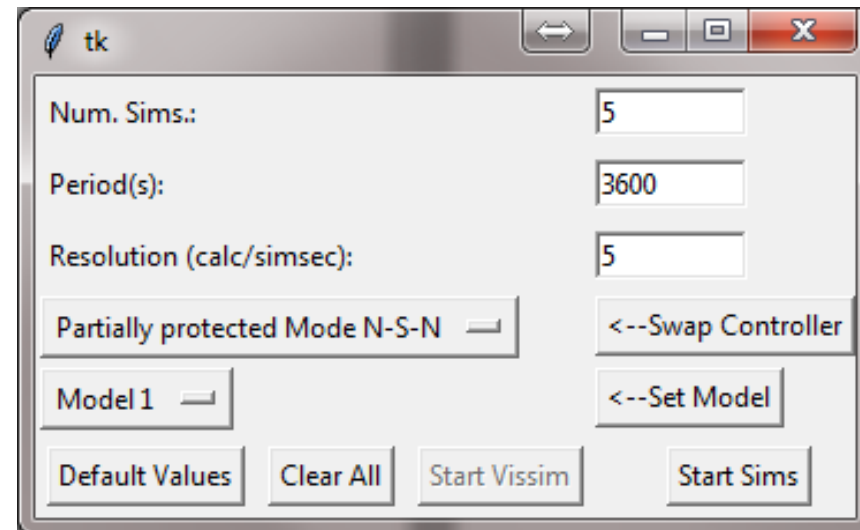 tk
Num. Sims.: 5
Period(s): 3600
Resolution (calc/simsec): 5
Partially protected Mode N-S-N <--Swap Controller
Model 1 <--Set Model
Default Values Clear All Start Vissim Start Sims